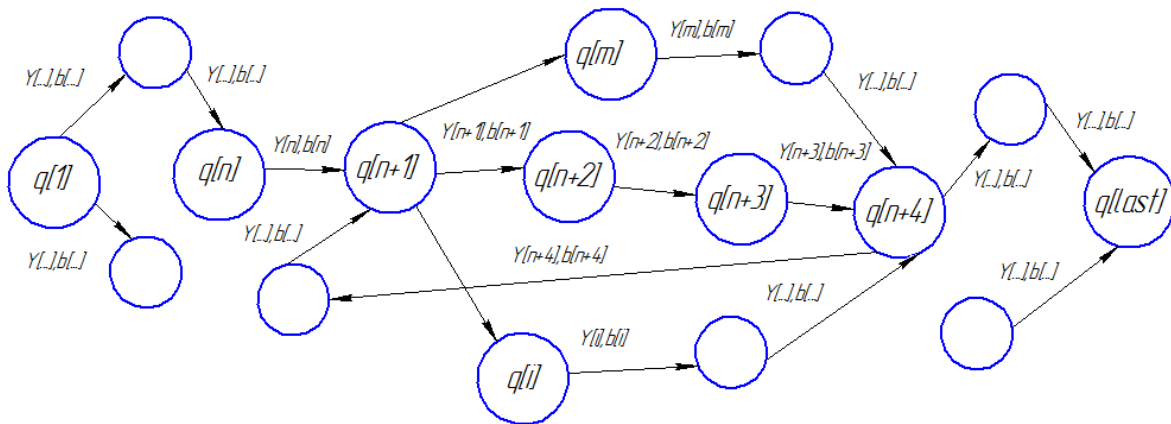 Y[...],b[...]
Y[...],b[...]
q[1]
Y[...],b[...]
q[n]
Y[n],b[n]
q[n+1]
Y[...],b[...]
q[m]
Y[m],b[m]
Y[...],b[...]
Y[n+1],b[n+1]
q[n+2]
Y[n+2],b[n+2]
q[n+3]
Y[n+3],b[n+3]
q[n+4]
Y[n+4],b[n+4]
q[i]
Y[i],b[i]
Y[...],b[...]
Y[...],b[...]
Y[...],b[...]
q[last]
Y[...],b[...]